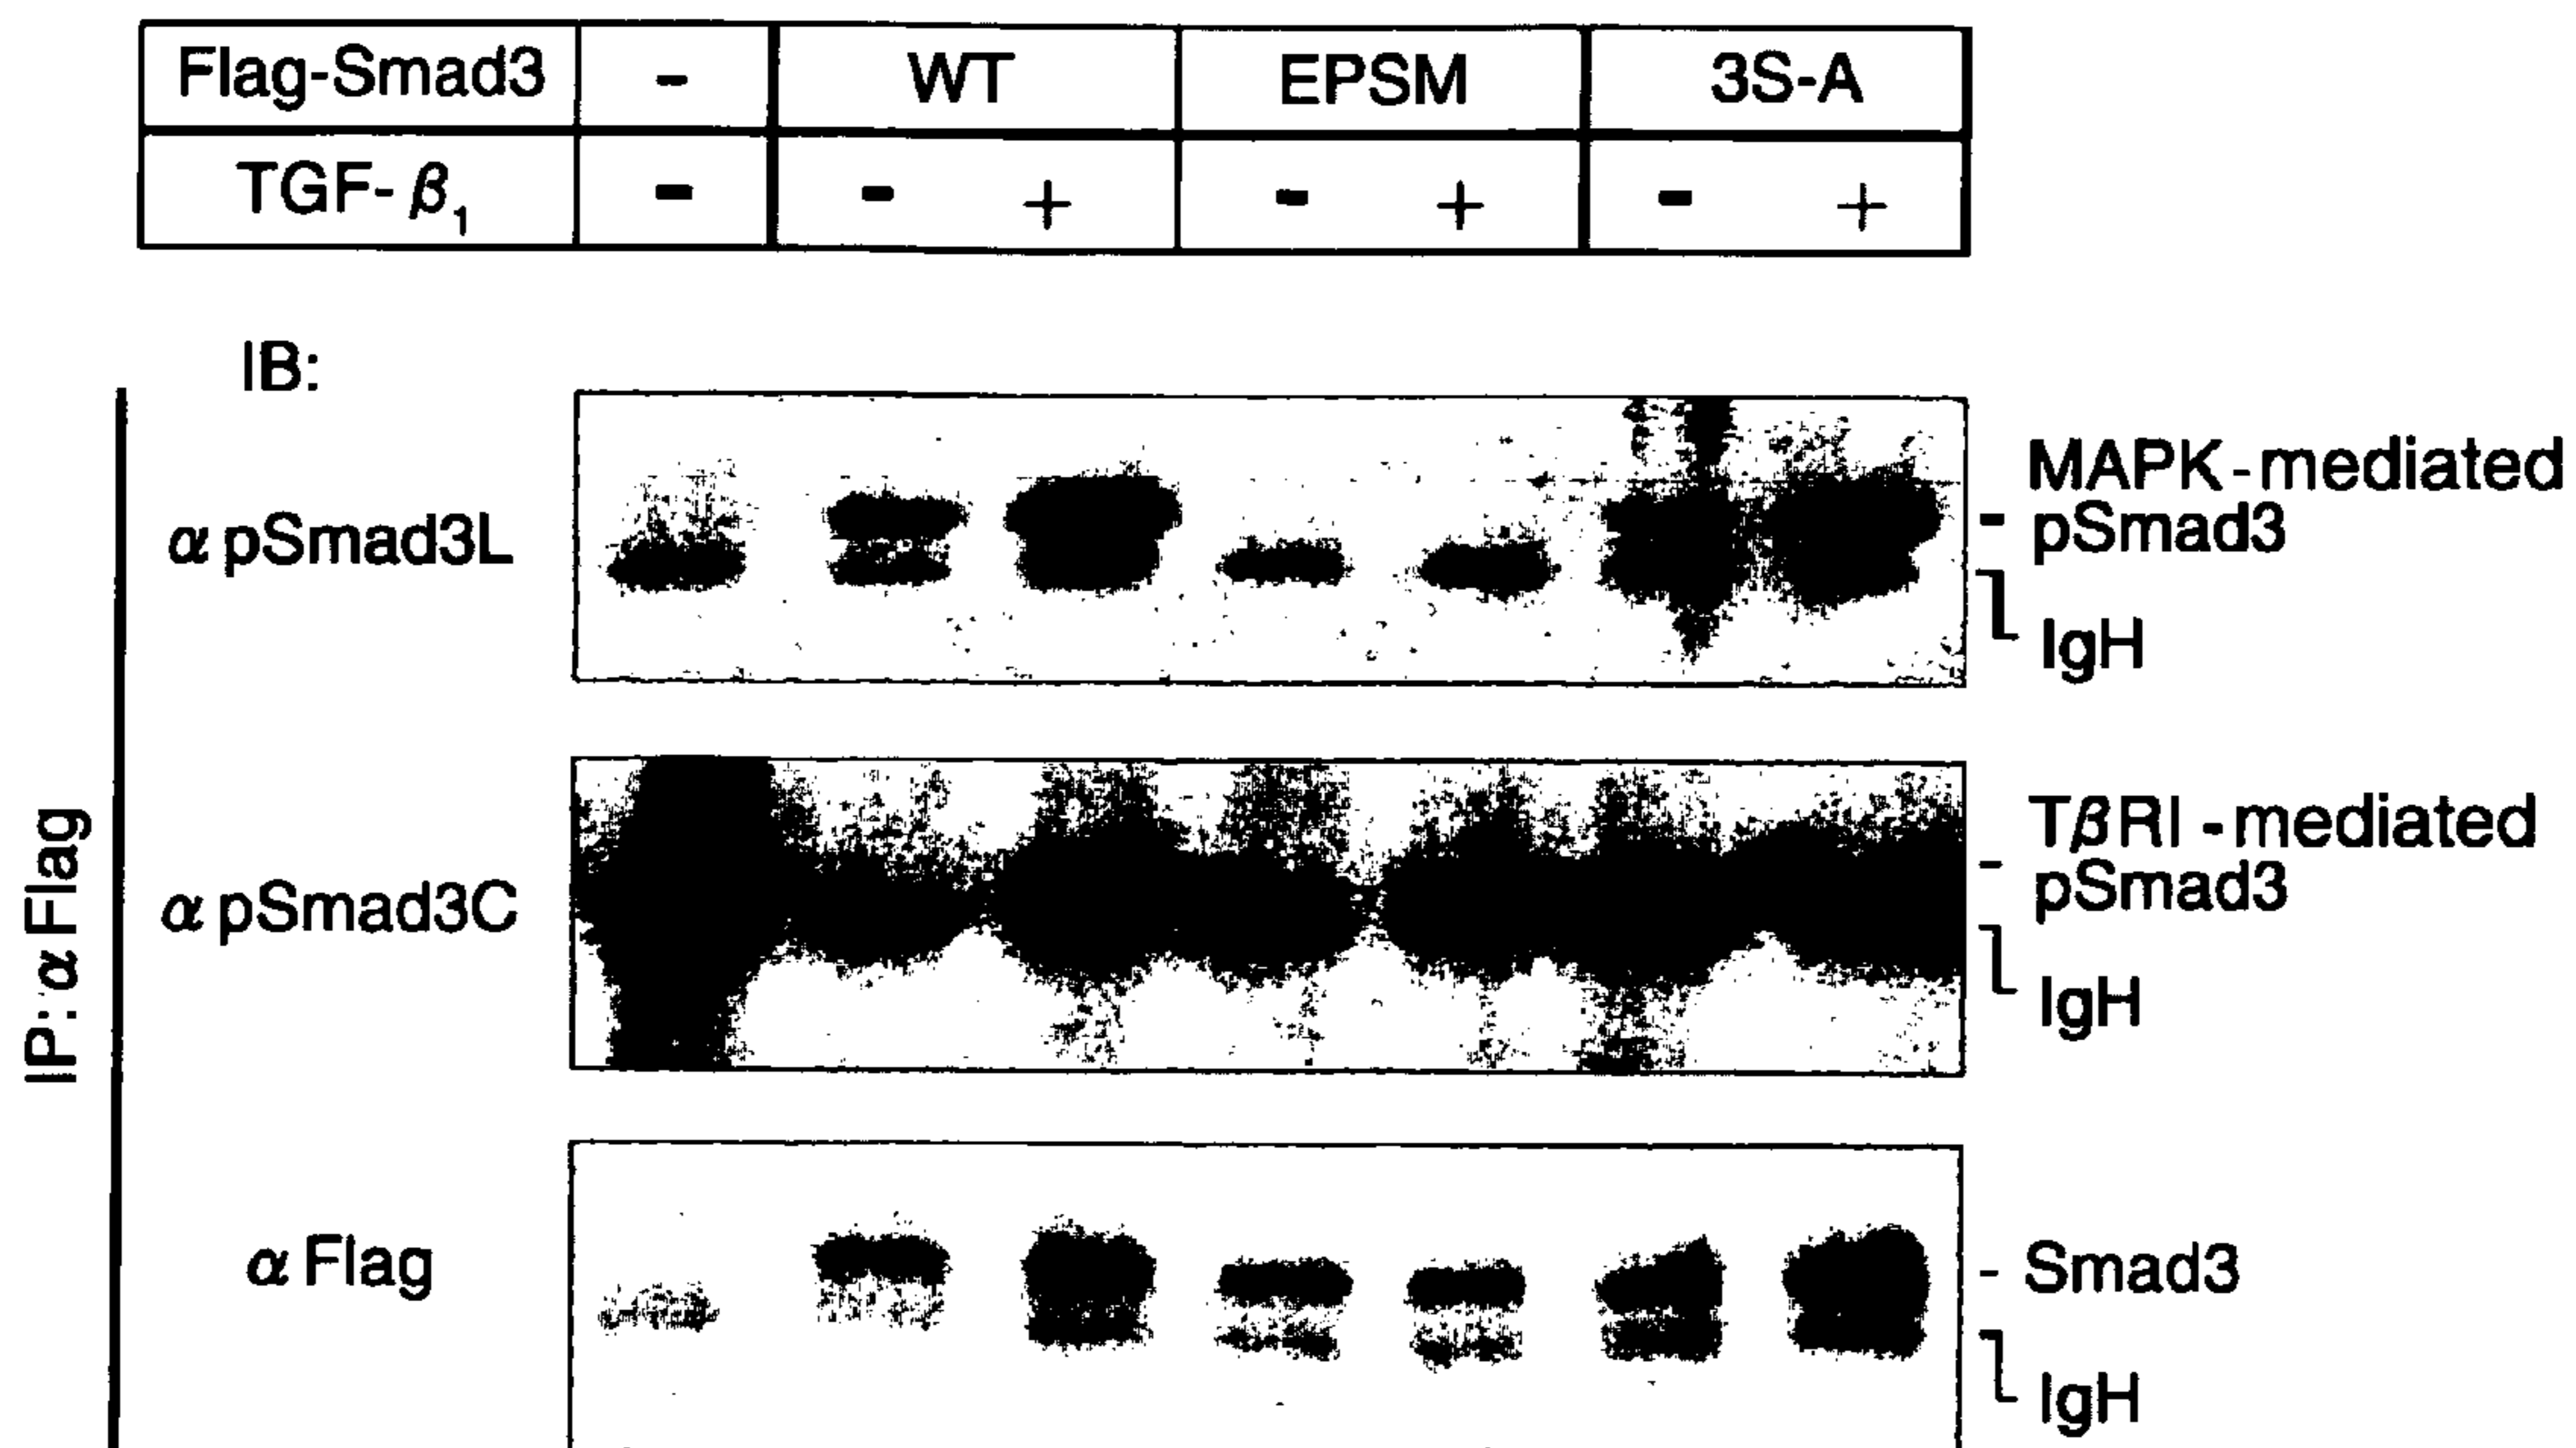 Flag-Smad3 - WT EPSM 3S-A
TGF-β₁ - - + - + - +
IB:
IP: α Flag
α pSmad3L
MAPK-mediated
- pSmad3
IgH
α pSmad3C
TβRI-mediated
- pSmad3
IgH
α Flag
- Smad3
IgH